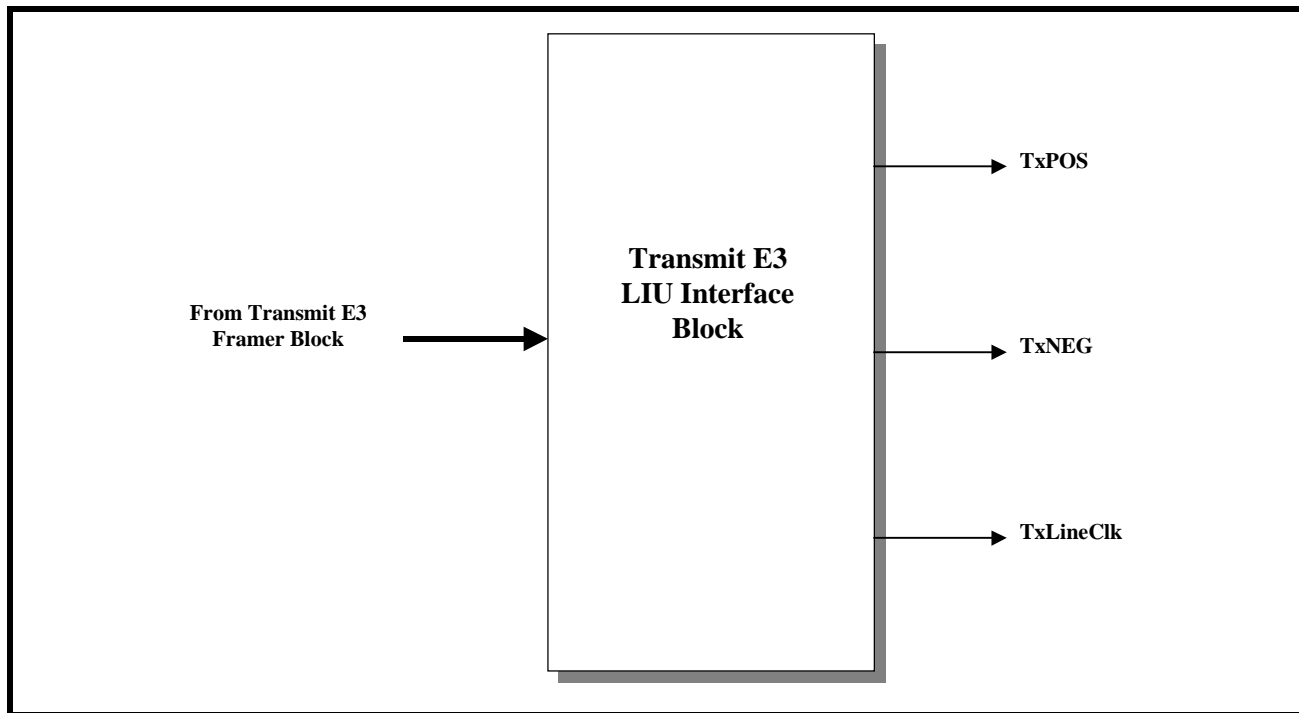 From Transmit E3
Framer Block
Transmit E3
LIU Interface
Block
TxPOS
TxNEG
TxLineClk